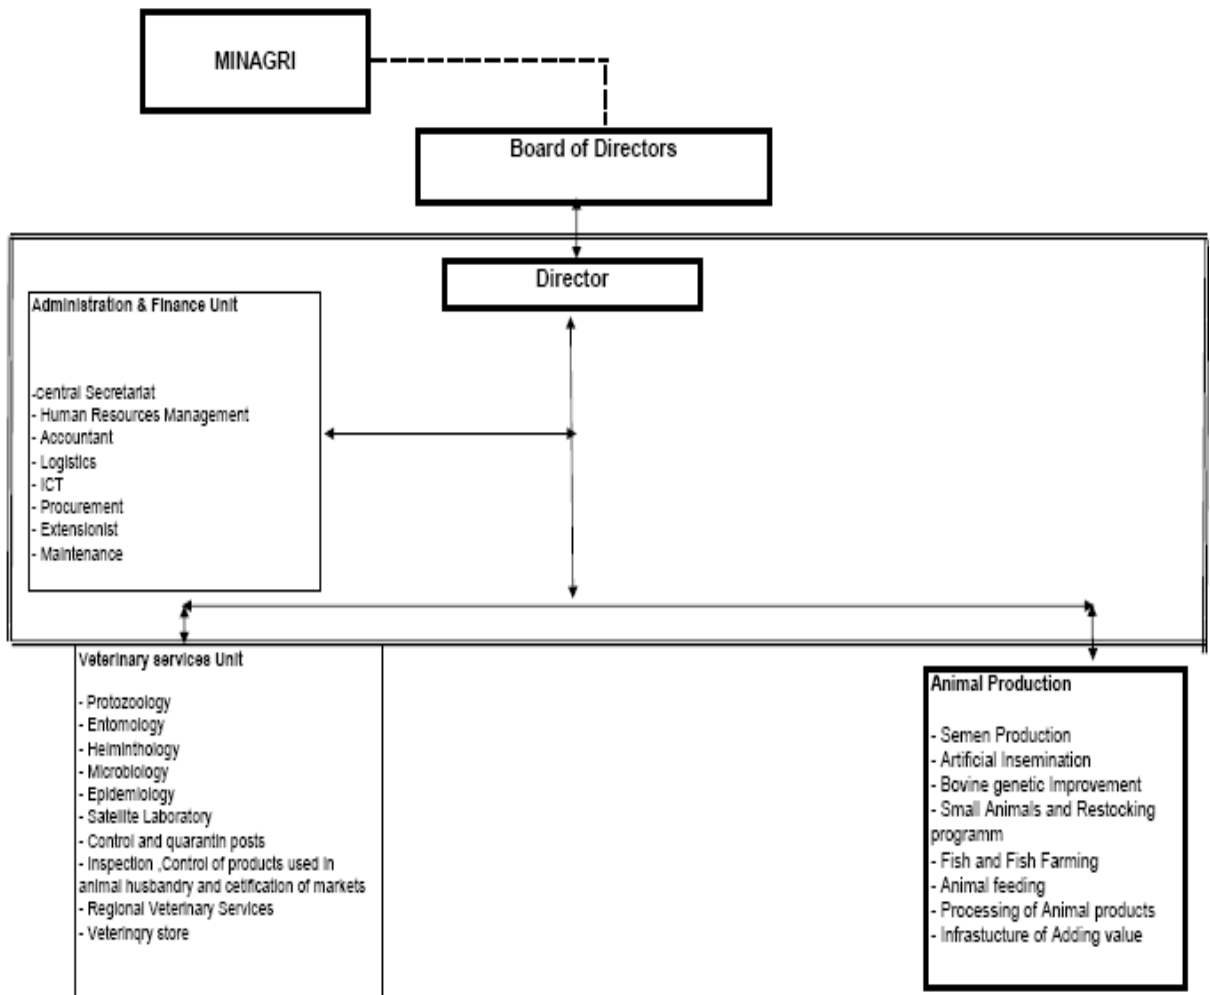 MINAGRI
Board of Directors
Director
Administration & Finance Unit
-central Secretariat
- Human Resources Management
- Accountant
- Logistics
- ICT
- Procurement
- Extensionist
- Maintenance
Veterinary services Unit
- Protozoology
- Entomology
- Helminthology
- Microbiology
- Epidemiology
- Satellite Laboratory
- Control and quarantin posts
- Inspection ,Control of products used in
animal husbandry and cetification of markets
- Regional Veterinary Services
- Veterinqry store
Animal Production
- Semen Production
- Artificial Insemination
- Bovine genetic Improvement
- Small Animals and Restocking
programm
- Fish and Fish Farming
- Animal feeding
- Processing of Animal products
- Infrastucture of Adding value